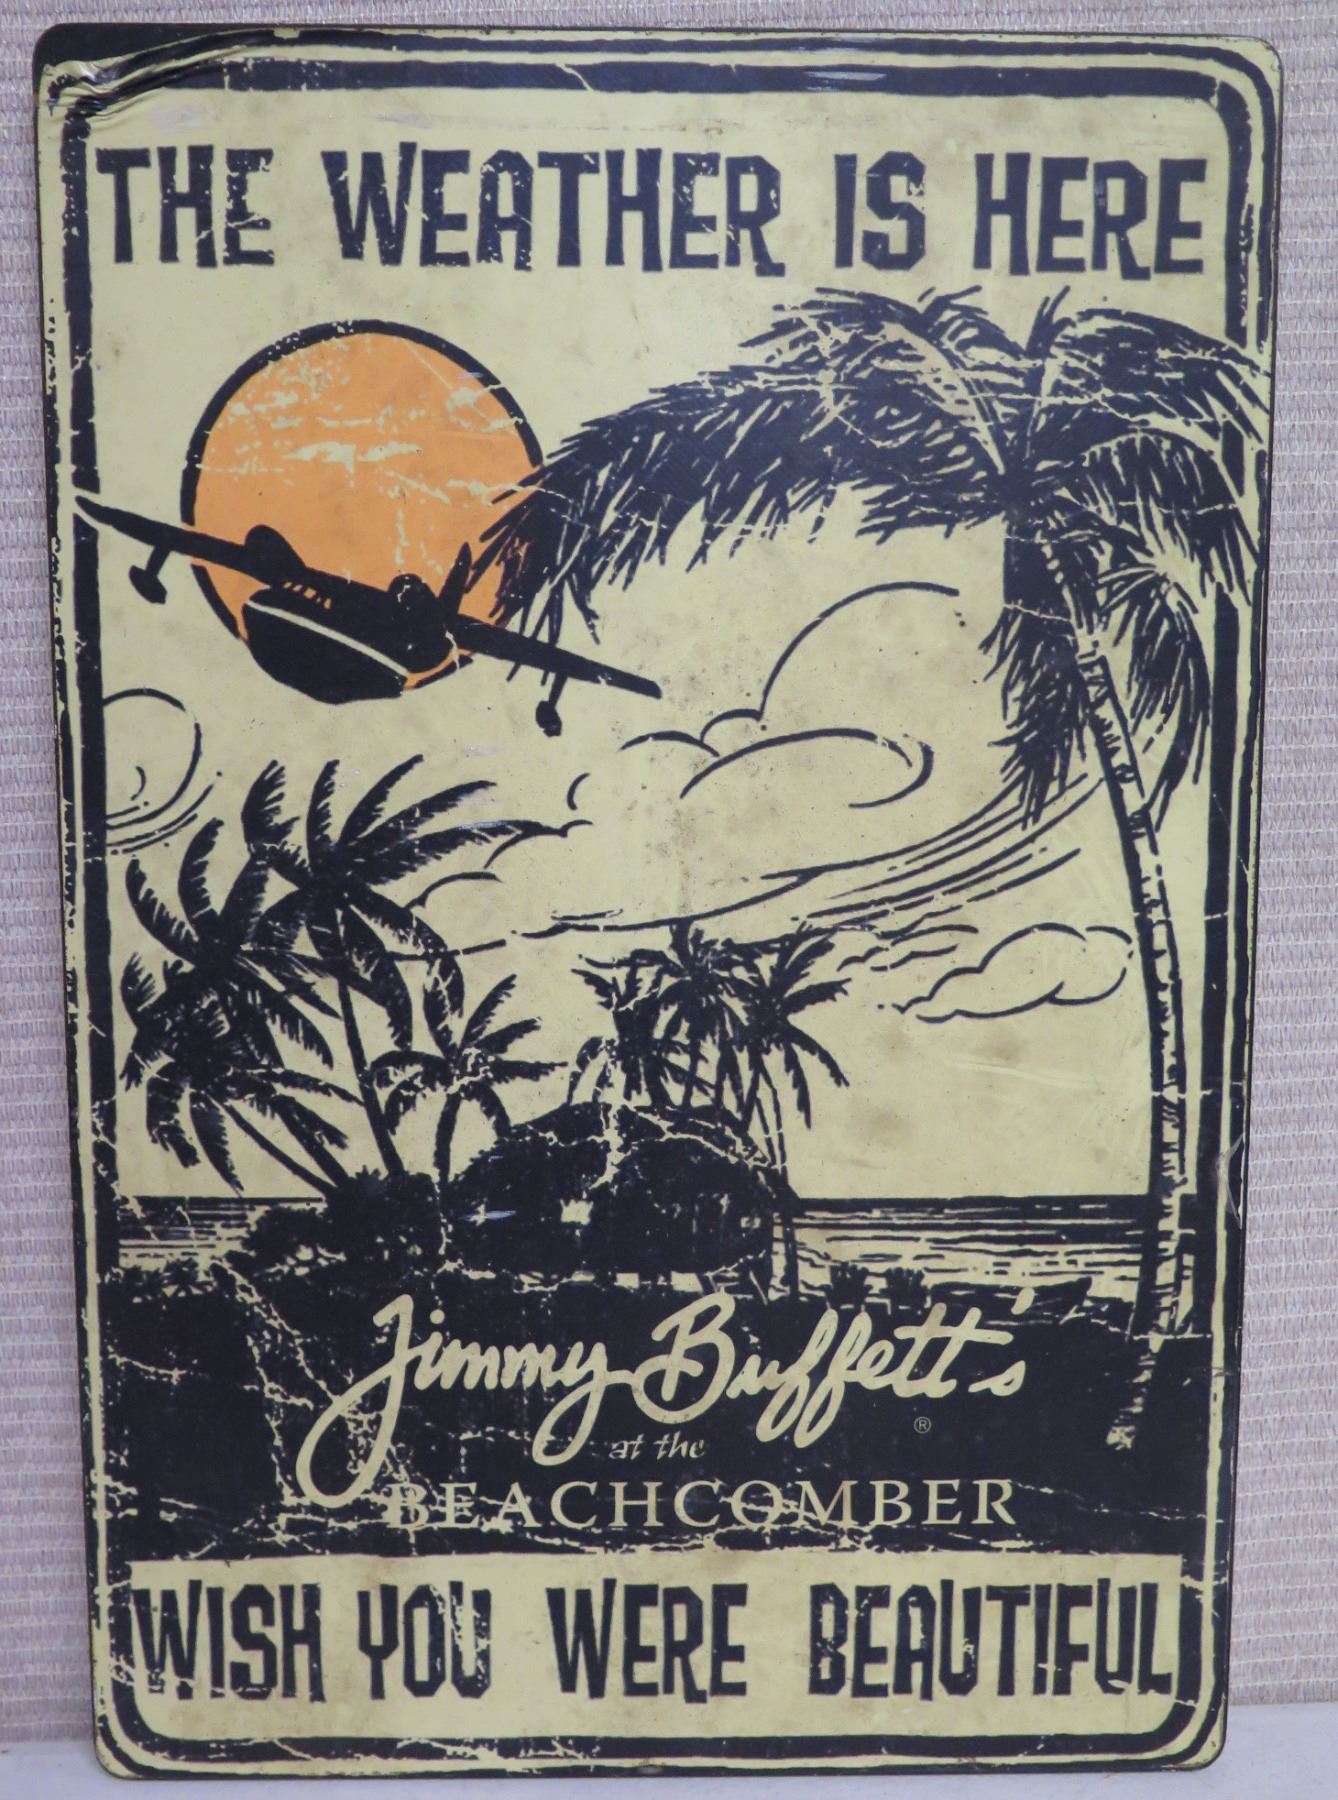 THE WEATHER IS HERE
Jimmy Buffett's
®
at the
BEACHCOMBER
WISH YOU WERE BEAUTIFUL